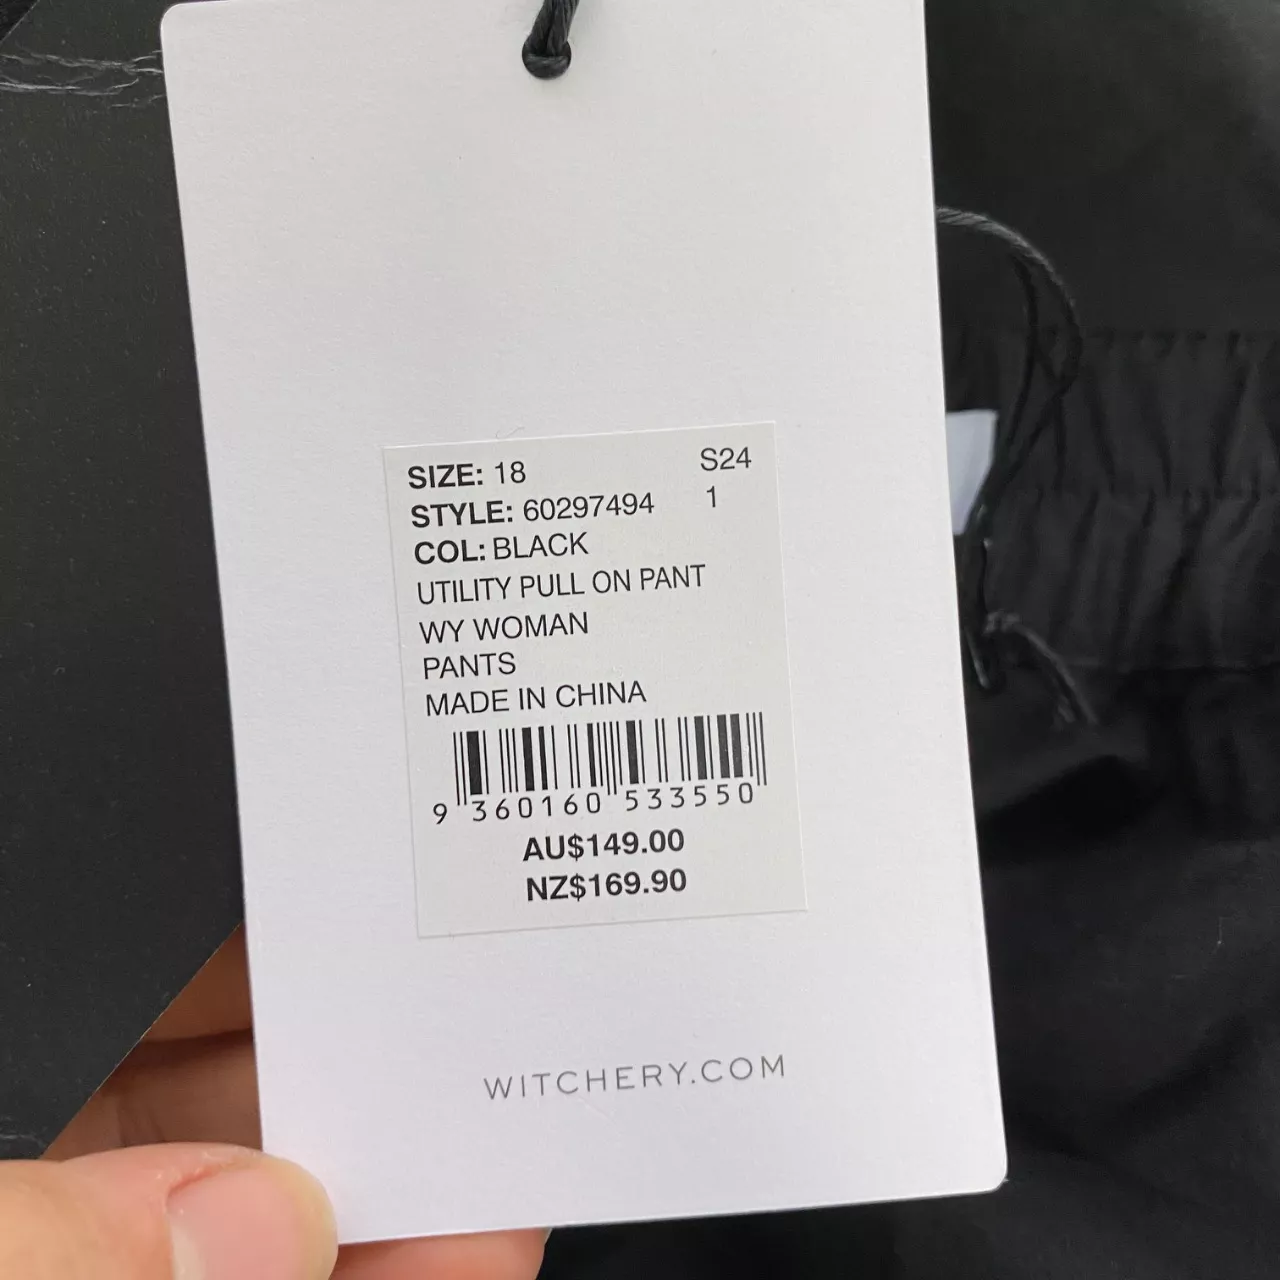 SIZE: 18 S24
STYLE: 60297494 1
COL: BLACK
UTILITY PULL ON PANT
WY WOMAN
PANTS
MADE IN CHINA
9 360160 533550
AU$149.00
NZ$169.90
WITCHERY.COM